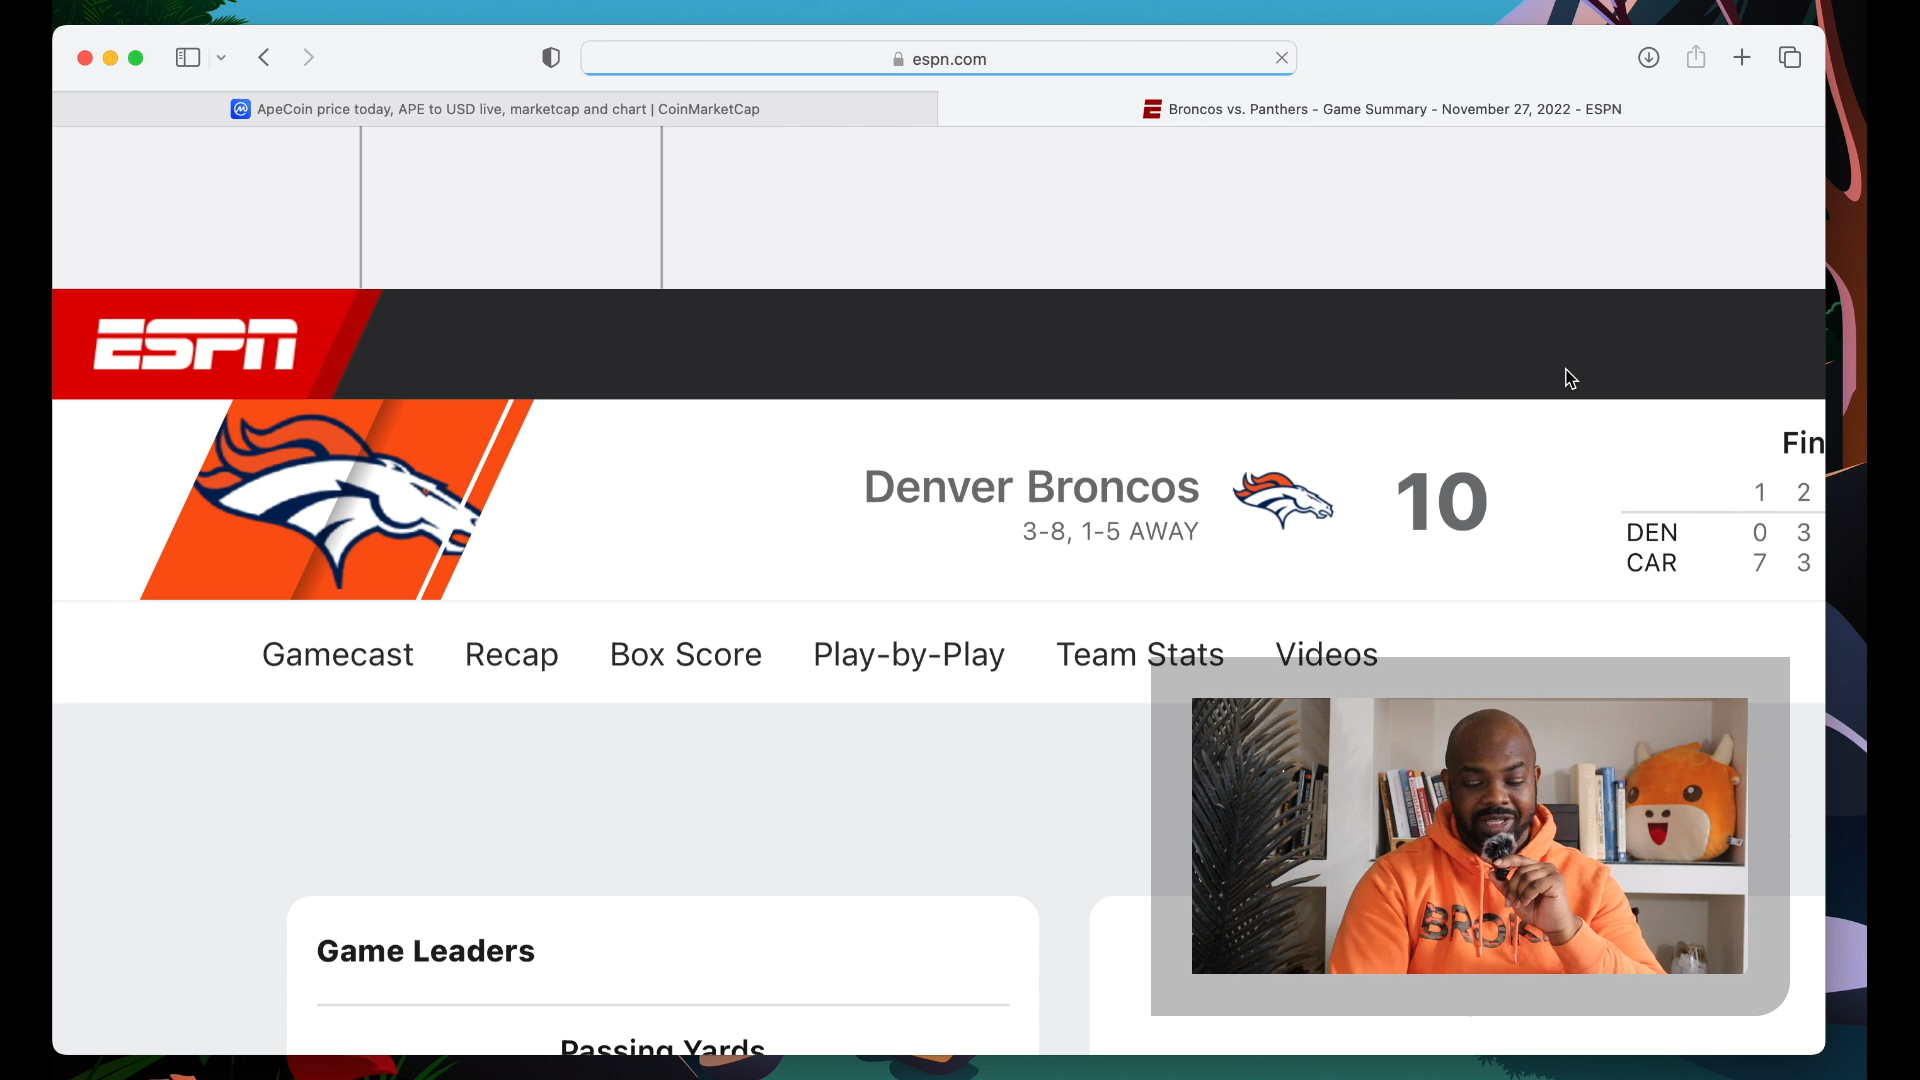 espn.com
ApeCoin price today, APE to USD live, marketcap and chart | CoinMarketCap
Broncos vs. Panthers - Game Summary - November 27, 2022 - ESPN
ESPN
Fin
Denver Broncos
10
3-8, 1-5 AWAY
1 2
DEN 0 3
CAR 7 3
Gamecast Recap Box Score Play-by-Play Team Stats Videos
Game Leaders
Passing Yards